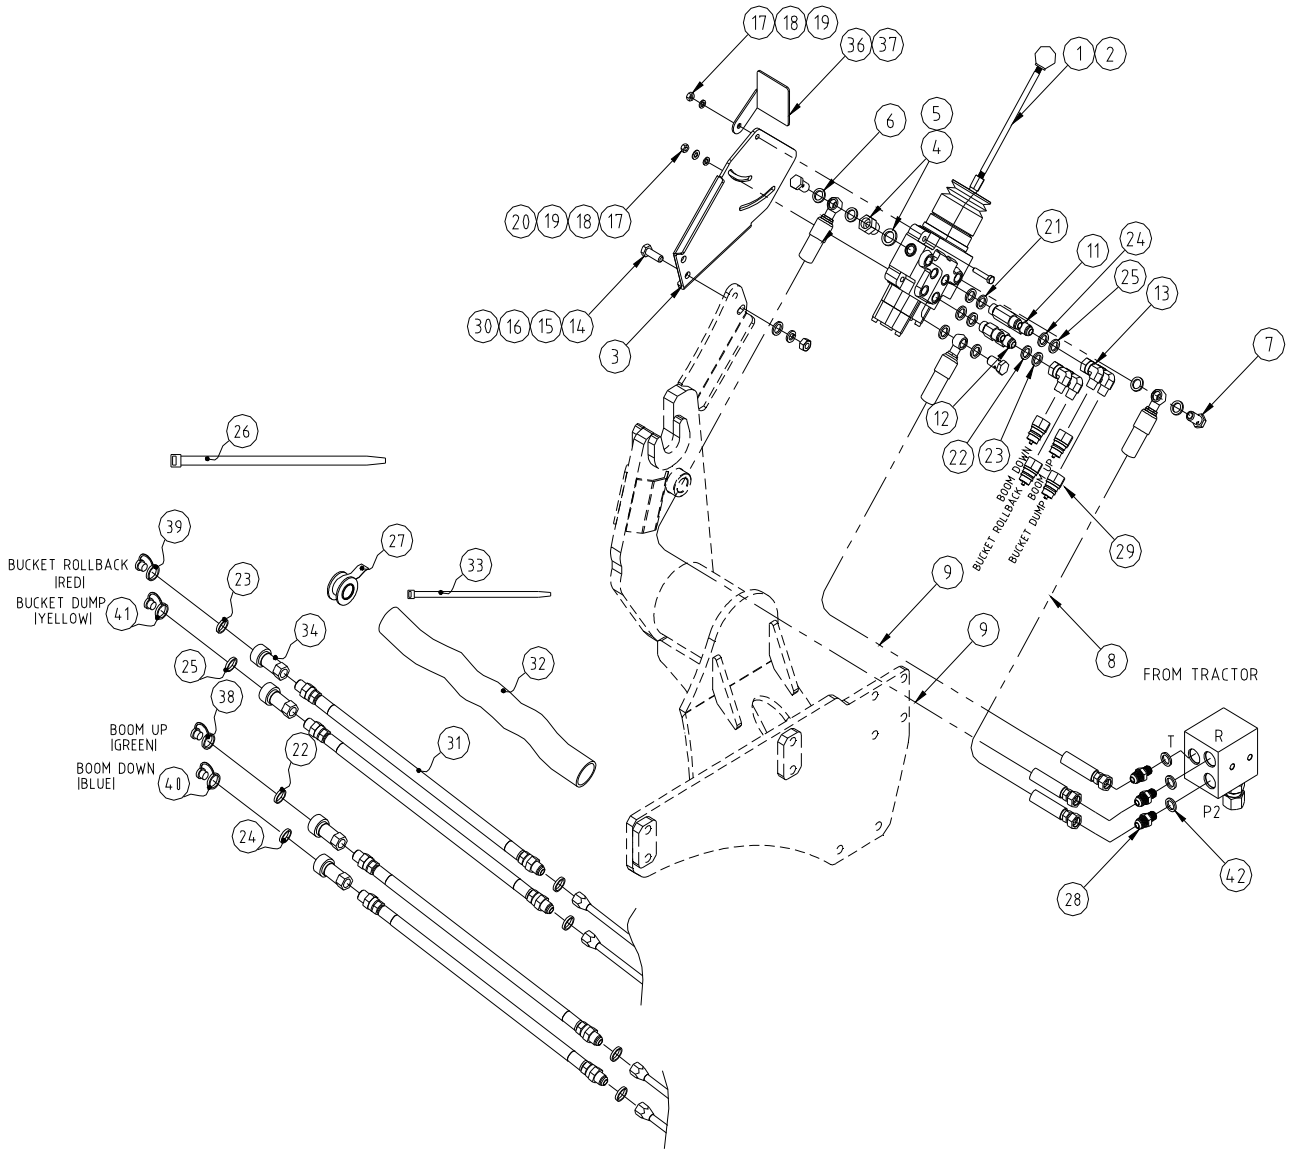 17 18 19
36 37
1 2
6
5
4
20 19 18 17
21
24
11
25
13
30 16 15 14
3
7
12
22
23
BOOM DOWN
BUCKET ROLLBACK
BOOM UP
BUCKET DUMP
29
26
39
BUCKET ROLLBACK
|RED|
23
27
33
BUCKET DUMP
|YELLOW|
41
34
25
32
9
9
8
FROM TRACTOR
38
BOOM UP
|GREEN|
22
31
BOOM DOWN
|BLUE|
40
24
T
R
P2
28
42